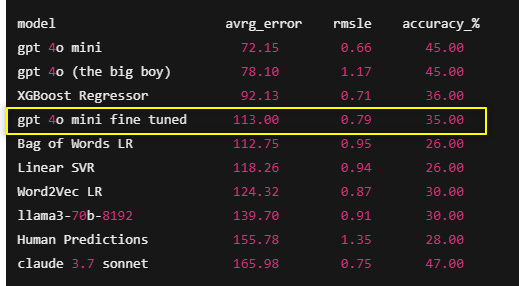 model avrg_error rmsle accuracy_%
gpt 4o mini 72.15 0.66 45.00
gpt 4o (the big boy) 78.10 1.17 45.00
XGBoost Regressor 92.13 0.71 36.00
gpt 4o mini fine tuned 113.00 0.79 35.00
Bag of Words LR 112.75 0.95 26.00
Linear SVR 118.26 0.94 26.00
Word2Vec LR 124.32 0.87 30.00
llama3-70b-8192 139.70 0.91 30.00
Human Predictions 155.78 1.35 28.00
claude 3.7 sonnet 165.98 0.75 47.00